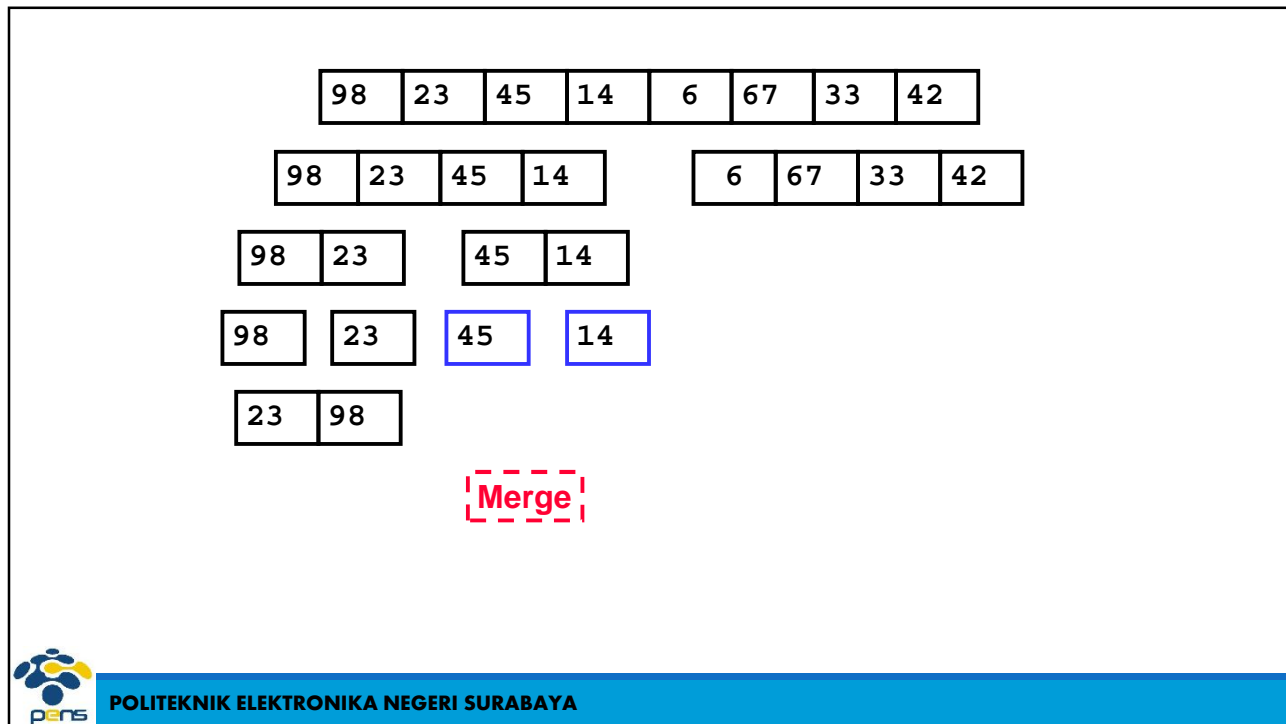 98 23 45 14 6 67 33 42
98 23 45 14 6 67 33 42
98 23 45 14
98 23 45 14
23 98
Merge
pens
POLITEKNIK ELEKTRONIKA NEGERI SURABAYA